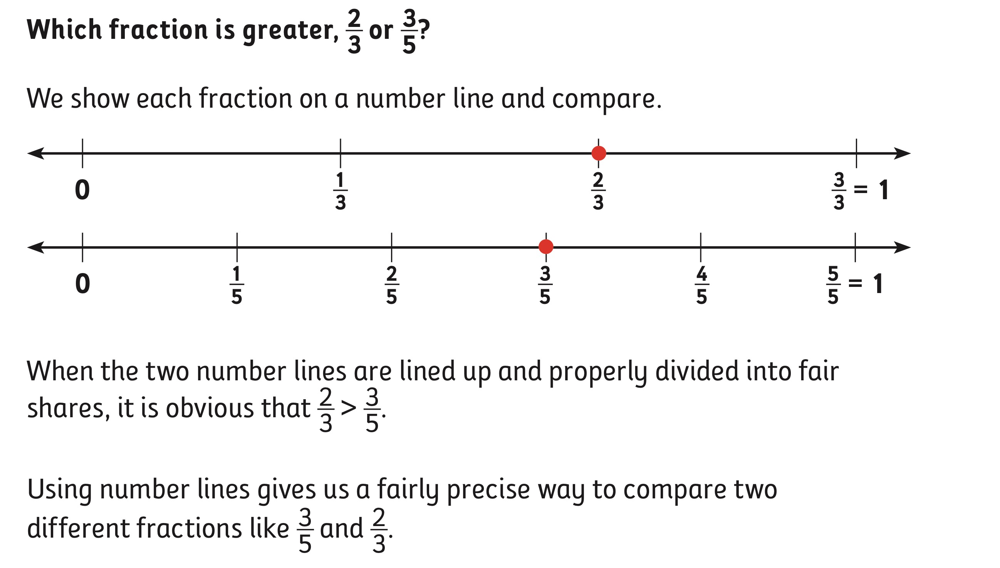 Which fraction is greater, 2/3 or 3/5?
We show each fraction on a number line and compare.
0 1/3 2/3 3/3 = 1
0 1/5 2/5 3/5 4/5 5/5 = 1
When the two number lines are lined up and properly divided into fair
shares, it is obvious that 2/3 > 3/5.
Using number lines gives us a fairly precise way to compare two
different fractions like 3/5 and 2/3.